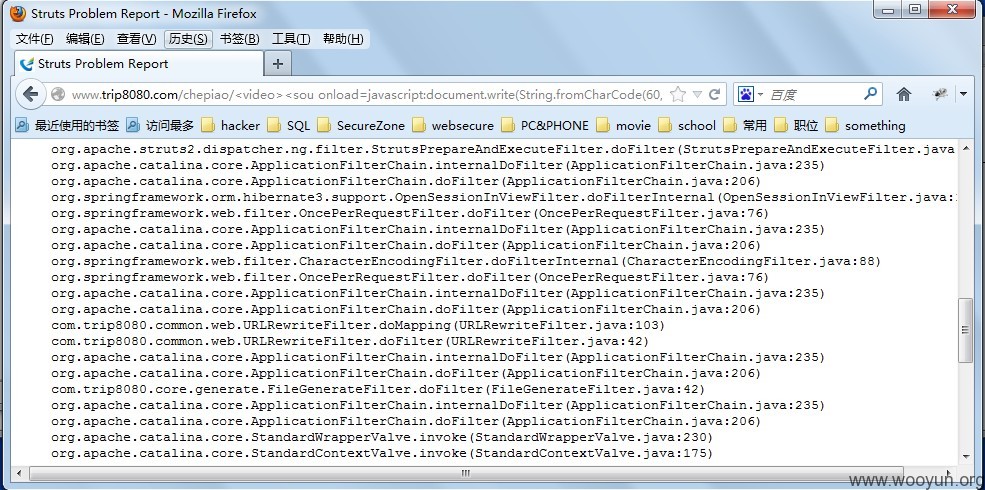 Struts Problem Report - Mozilla Firefox
文件(F) 编辑(E) 查看(V) 历史(S) 书签(B) 工具(T) 帮助(H)
Struts Problem Report
www.trip8080.com/chepiao/<video><sou onload=javascript:document.write(String.fromCharCode(60, 百度
最近使用的书签 访问最多 hacker SQL SecureZone websecure PC&PHONE movie school 常用 职位 something
org.apache.struts2.dispatcher.ng.filter.StrutsPrepareAndExecuteFilter.doFilter(StrutsPrepareAndExecuteFilter.java
org.apache.catalina.core.ApplicationFilterChain.internalDoFilter(ApplicationFilterChain.java:235)
org.apache.catalina.core.ApplicationFilterChain.doFilter(ApplicationFilterChain.java:206)
org.springframework.orm.hibernate3.support.OpenSessionInViewFilter.doFilterInternal(OpenSessionInViewFilter.java:
org.springframework.web.filter.OncePerRequestFilter.doFilter(OncePerRequestFilter.java:76)
org.apache.catalina.core.ApplicationFilterChain.internalDoFilter(ApplicationFilterChain.java:235)
org.apache.catalina.core.ApplicationFilterChain.doFilter(ApplicationFilterChain.java:206)
org.springframework.web.filter.CharacterEncodingFilter.doFilterInternal(CharacterEncodingFilter.java:88)
org.springframework.web.filter.OncePerRequestFilter.doFilter(OncePerRequestFilter.java:76)
org.apache.catalina.core.ApplicationFilterChain.internalDoFilter(ApplicationFilterChain.java:235)
org.apache.catalina.core.ApplicationFilterChain.doFilter(ApplicationFilterChain.java:206)
com.trip8080.common.web.URLRewriteFilter.doMapping(URLRewriteFilter.java:103)
com.trip8080.common.web.URLRewriteFilter.doFilter(URLRewriteFilter.java:42)
org.apache.catalina.core.ApplicationFilterChain.internalDoFilter(ApplicationFilterChain.java:235)
org.apache.catalina.core.ApplicationFilterChain.doFilter(ApplicationFilterChain.java:206)
com.trip8080.core.generate.FileGenerateFilter.doFilter(FileGenerateFilter.java:42)
org.apache.catalina.core.ApplicationFilterChain.internalDoFilter(ApplicationFilterChain.java:235)
org.apache.catalina.core.ApplicationFilterChain.doFilter(ApplicationFilterChain.java:206)
org.apache.catalina.core.StandardWrapperValve.invoke(StandardWrapperValve.java:230)
org.apache.catalina.core.StandardContextValve.invoke(StandardContextValve.java:175)
www.wooyun.org